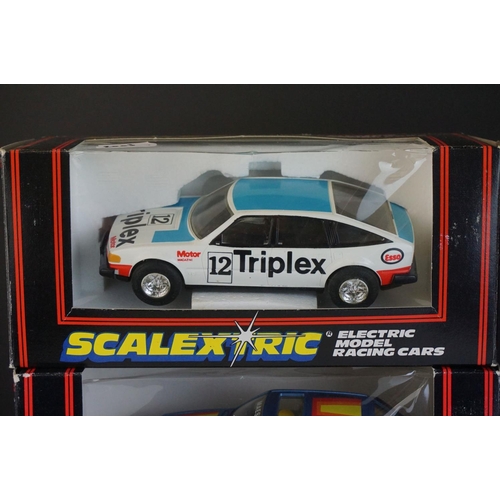 12
Triplex
Motor
12
Triplex
Esso
SCALEXTRIC
®
ELECTRIC
MODEL
RACING CARS